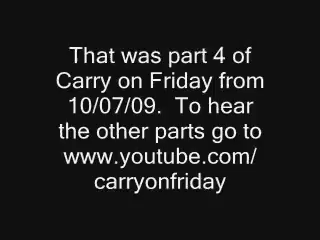 That was part 4 of
Carry on Friday from
10/07/09.  To hear
the other parts go to
www.youtube.com/
carryonfriday